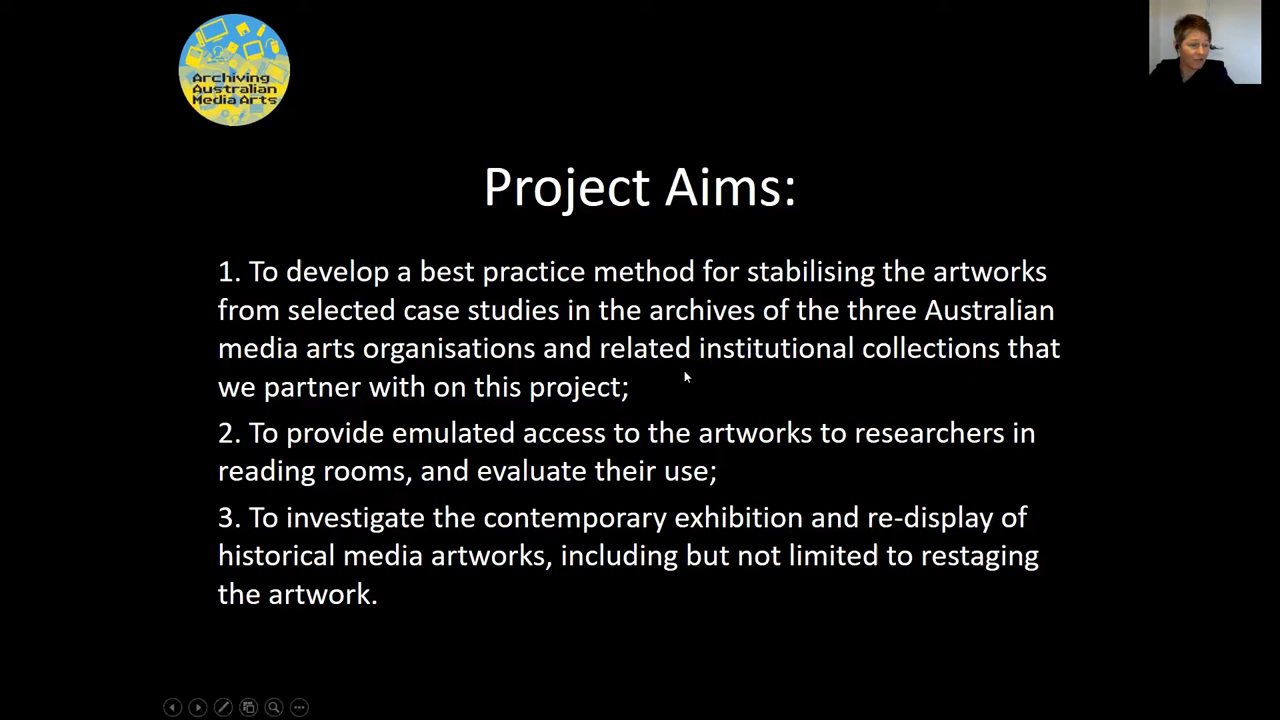 Archiving
Australian
Media Arts
Project Aims:
1. To develop a best practice method for stabilising the artworks
from selected case studies in the archives of the three Australian
media arts organisations and related institutional collections that
we partner with on this project;
2. To provide emulated access to the artworks to researchers in
reading rooms, and evaluate their use;
3. To investigate the contemporary exhibition and re-display of
historical media artworks, including but not limited to restaging
the artwork.